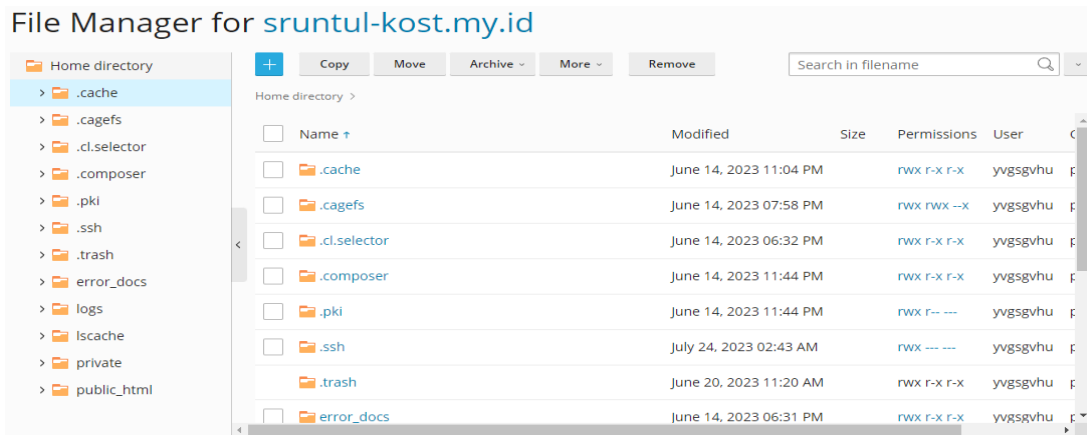 File Manager for sruntul-kost.my.id
Home directory
.cache
.cagefs
.cl.selector
.composer
.pki
.ssh
.trash
error_docs
logs
lscache
private
public_html
+ Copy Move Archive More Remove Search in filename
Home directory >
Name ↑ Modified Size Permissions User
.cache June 14, 2023 11:04 PM rwx r-x r-x yvgsgvhu
.cagefs June 14, 2023 07:58 PM rwx rwx --x yvgsgvhu
.cl.selector June 14, 2023 06:32 PM rwx r-x r-x yvgsgvhu
.composer June 14, 2023 11:44 PM rwx r-x r-x yvgsgvhu
.pki June 14, 2023 11:44 PM rwx r-- --- yvgsgvhu
.ssh July 24, 2023 02:43 AM rwx --- --- yvgsgvhu
.trash June 20, 2023 11:20 AM rwx r-x r-x yvgsgvhu
error_docs June 14, 2023 06:31 PM rwx r-x r-x yvgsgvhu